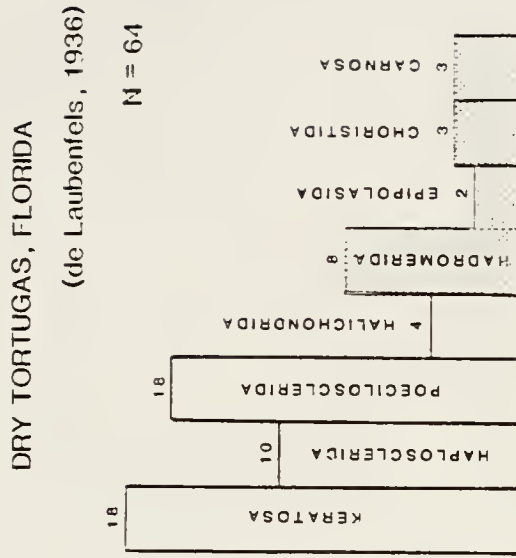 DRY TORTUGAS, FLORIDA
(de Laubenfels, 1936)
N = 64
18
KERATOSA
10
HAPLOSCLERIDA
16
POECILOSCLERIDA
4
HALICHONDRIDA
8
HADROMERIDA
2
EPIPOLASIDA
3
CHORISTIDA
3
CARNOSA